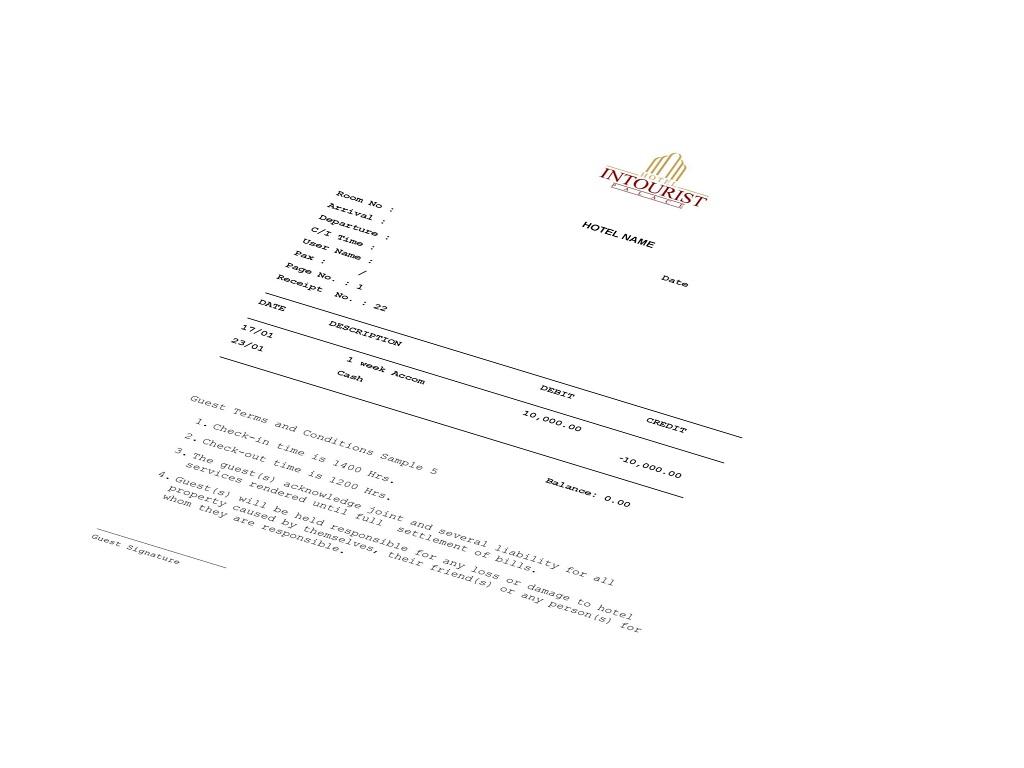 HOTEL
INTOURIST
PALACE
HOTEL NAME
Date
Room No :
Arrival :
Departure :
C/I Time :
User Name :
Pax : /
Page No. : 1
Receipt No. : 22
DATE DESCRIPTION DEBIT CREDIT
17/01 1 week Accom 10,000.00
23/01 Cash -10,000.00
Balance: 0.00
Guest Terms and Conditions Sample 5
1. Check-in time is 1400 Hrs.
2. Check-out time is 1200 Hrs.
3. The guest(s) acknowledge joint and several liability for all
services rendered until full settlement of bills.
4. Guest(s) will be held responsible for any loss or damage to hotel
property caused by themselves, their friend(s) or any person(s) for
whom they are responsible.
Guest Signature